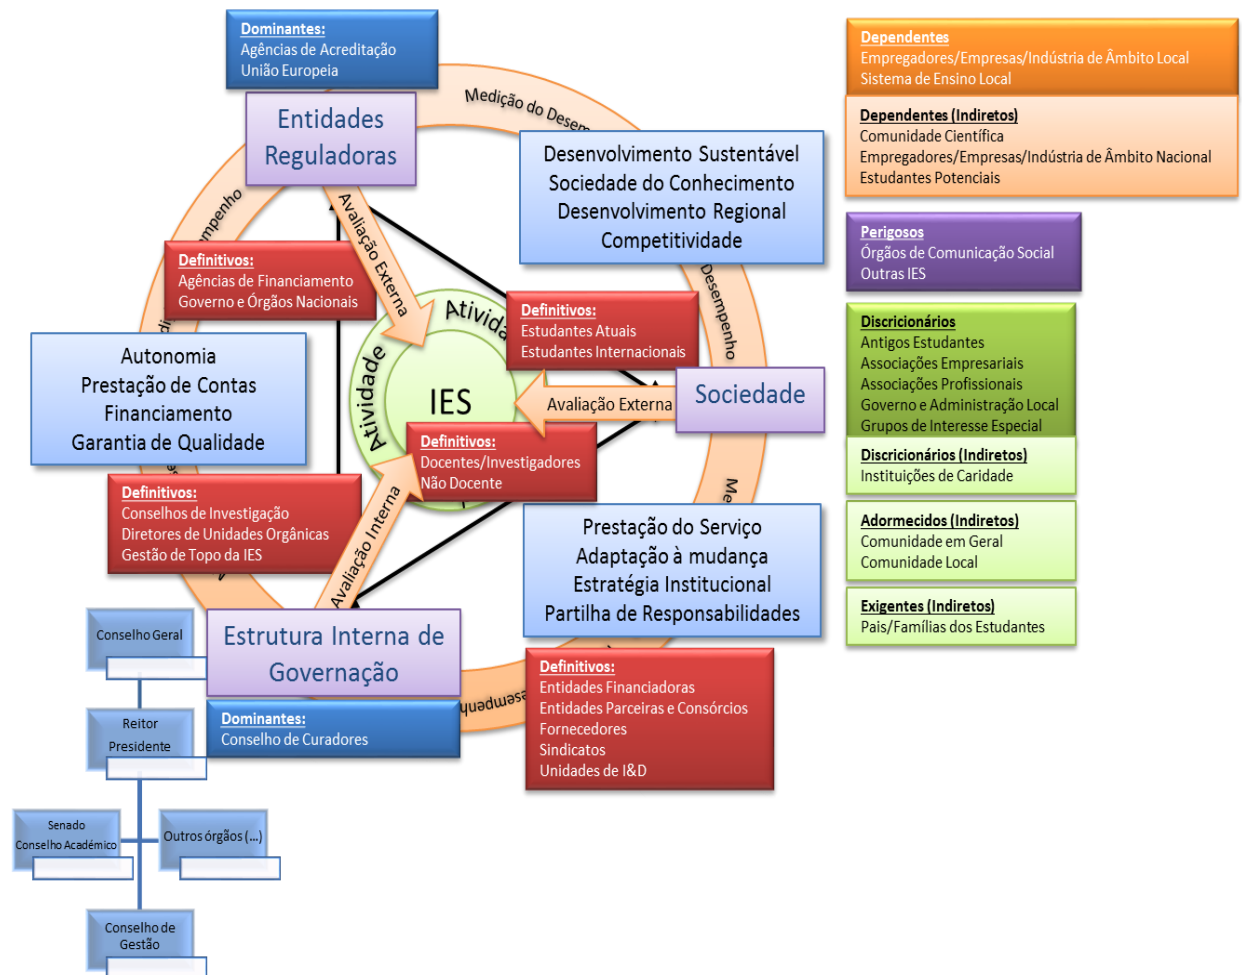 Dominantes:
Agências de Acreditação
União Europeia
Entidades
Reguladoras
Medição do Desem
Desenvolvimento Sustentável
Sociedade do Conhecimento
Desenvolvimento Regional
Competitividade
Desempenho
empenho
Avaliação Externa
Definitivos:
Agências de Financiamento
Governo e Órgãos Nacionais
Autonomia
Prestação de Contas
Financiamento
Garantia de Qualidade
Atividade
Ativida
IES
Definitivos:
Estudantes Atuais
Estudantes Internacionais
Avaliação Externa
Sociedade
Definitivos:
Docentes/Investigadores
Não Docente
Definitivos:
Conselhos de Investigação
Diretores de Unidades Orgânicas
Gestão de Topo da IES
Avaliação Interna
Me
Prestação do Serviço
Adaptação à mudança
Estratégia Institucional
Partilha de Responsabilidades
Estrutura Interna de
Governação
Dominantes:
Conselho de Curadores
sempenh
Definitivos:
Entidades Financiadoras
Entidades Parceiras e Consórcios
Fornecedores
Sindicatos
Unidades de I&D
Conselho Geral
Reitor
Presidente
Senado
Conselho Académico
Outros órgãos (...)
Conselho de
Gestão
Dependentes
Empregadores/Empresas/Indústria de Âmbito Local
Sistema de Ensino Local
Dependentes (Indiretos)
Comunidade Científica
Empregadores/Empresas/Indústria de Âmbito Nacional
Estudantes Potenciais
Perigosos
Órgãos de Comunicação Social
Outras IES
Discricionários
Antigos Estudantes
Associações Empresariais
Associações Profissionais
Governo e Administração Local
Grupos de Interesse Especial
Discricionários (Indiretos)
Instituições de Caridade
Adormecidos (Indiretos)
Comunidade em Geral
Comunidade Local
Exigentes (Indiretos)
Pais/Famílias dos Estudantes